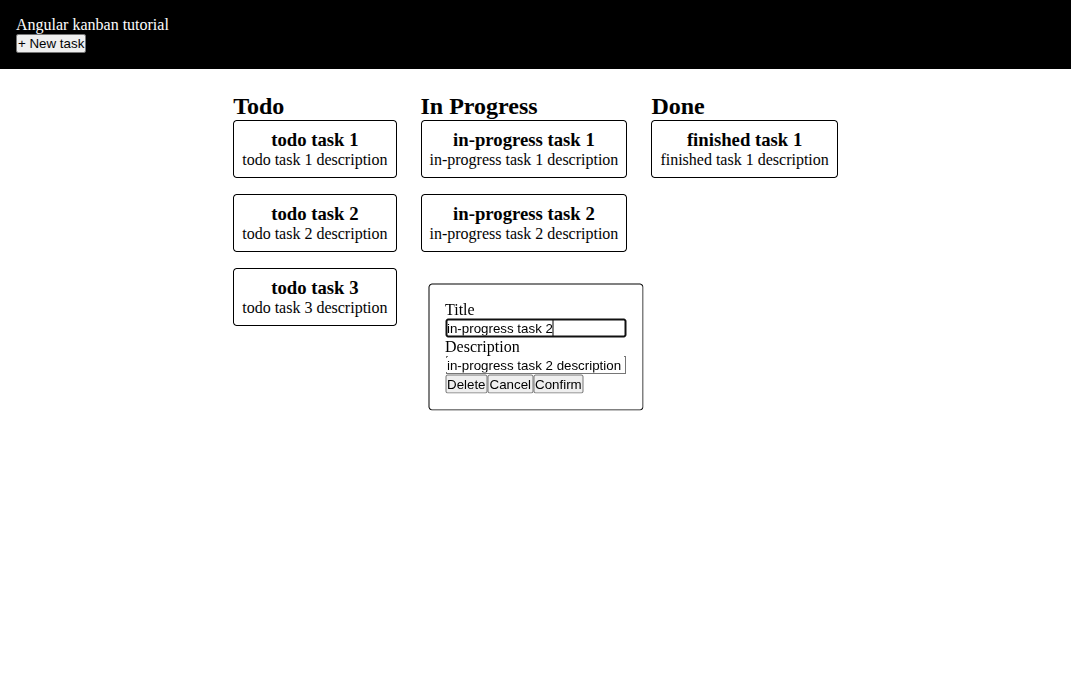 Angular kanban tutorial
+ New task
Todo
todo task 1
todo task 1 description
todo task 2
todo task 2 description
todo task 3
todo task 3 description
In Progress
in-progress task 1
in-progress task 1 description
in-progress task 2
in-progress task 2 description
Done
finished task 1
finished task 1 description
Title
in-progress task 2
Description
in-progress task 2 description
Delete Cancel Confirm